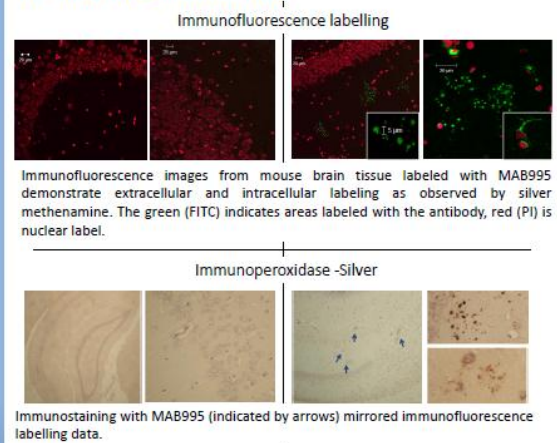 Immunofluorescence labelling
Immunofluorescence images from mouse brain tissue labeled with MAB995
demonstrate extracellular and intracellular labeling as observed by silver
methenamine. The green (FITC) indicates areas labeled with the antibody, red (PI) is
nuclear label.
Immunoperoxidase -Silver
Immunostaining with MAB995 (indicated by arrows) mirrored immunofluorescence
labelling data.